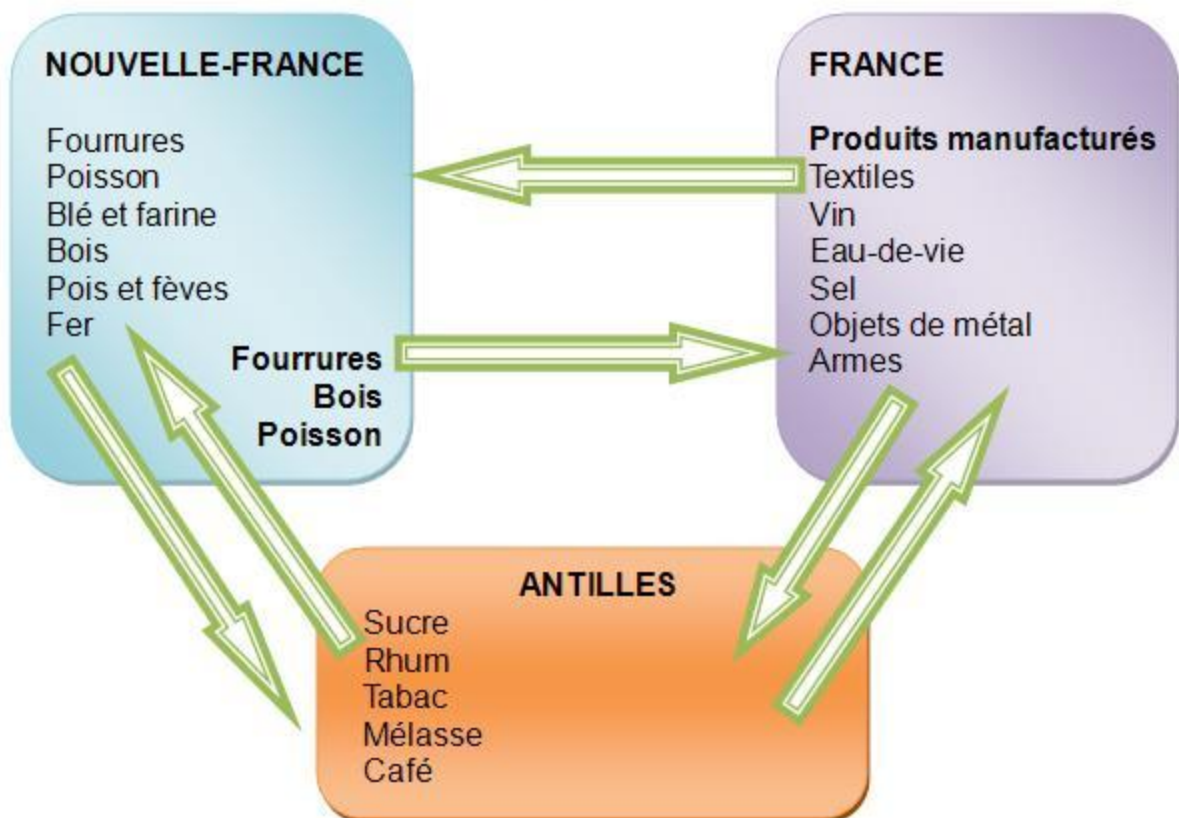 NOUVELLE-FRANCE
Fourrures
Poisson
Blé et farine
Bois
Pois et fèves
Fer
Fourrures
Bois
Poisson
FRANCE
Produits manufacturés
Textiles
Vin
Eau-de-vie
Sel
Objets de métal
Armes
ANTILLES
Sucre
Rhum
Tabac
Mélasse
Café